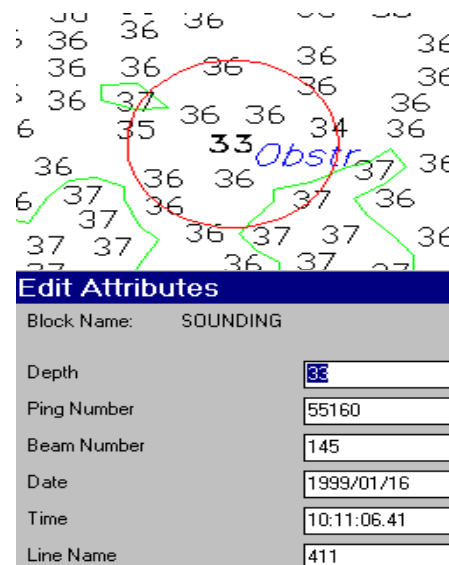 36 36 36
36 36 36 36 36
36 36 36
36 37 36 36 36
35 34 36
33 Obstr
36 36 36 37 36
37 36 37 36
37
37 37 36 37 37 36
36 37
Edit Attributes
Block Name: SOUNDING
Depth 33
Ping Number 55160
Beam Number 145
Date 1999/01/16
Time 10:11:06.41
Line Name 411